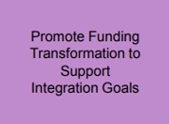 Promote Funding
Transformation to
Support
Integration Goals